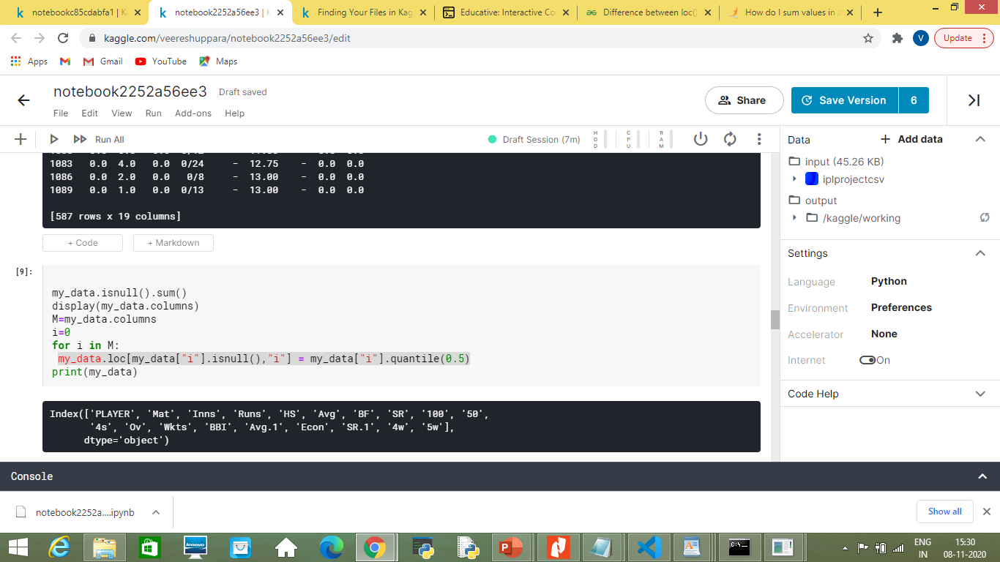 notebookc85cdabfa1 | K
notebook2252a56ee3 | K
Finding Your Files in Kag
Educative: Interactive Co
Difference between loc()
How do I sum values in a
kaggle.com/veereshuppara/notebook2252a56ee3/edit
V
Update
Apps
Gmail
YouTube
Maps
notebook2252a56ee3 Draft saved
File Edit View Run Add-ons Help
Share
Save Version 6
Run All
Draft Session (7m)
HDD
CPU
RAM
1083 0.0 4.0 0.0 0/24 - 12.75 - 0.0 0.0
1086 0.0 2.0 0.0 0/8 - 13.00 - 0.0 0.0
1089 0.0 1.0 0.0 0/13 - 13.00 - 0.0 0.0
[587 rows x 19 columns]
+ Code + Markdown
[9]:
my_data.isnull().sum()
display(my_data.columns)
M=my_data.columns
i=0
for i in M:
my_data.loc[my_data["i"].isnull(),"i"] = my_data["i"].quantile(0.5)
print(my_data)
Index(['PLAYER', 'Mat', 'Inns', 'Runs', 'HS', 'Avg', 'BF', 'SR', '100', '50',
'4s', 'Ov', 'Wkts', 'BBI', 'Avg.1', 'Econ', 'SR.1', '4w', '5w'],
dtype='object')
Data
+ Add data
input (45.26 KB)
iplprojectcsv
output
/kaggle/working
Settings
Language Python
Environment Preferences
Accelerator None
Internet On
Code Help
Console
notebook2252a....ipynb
Show all
lenovo
ENG
IN
15:30
08-11-2020